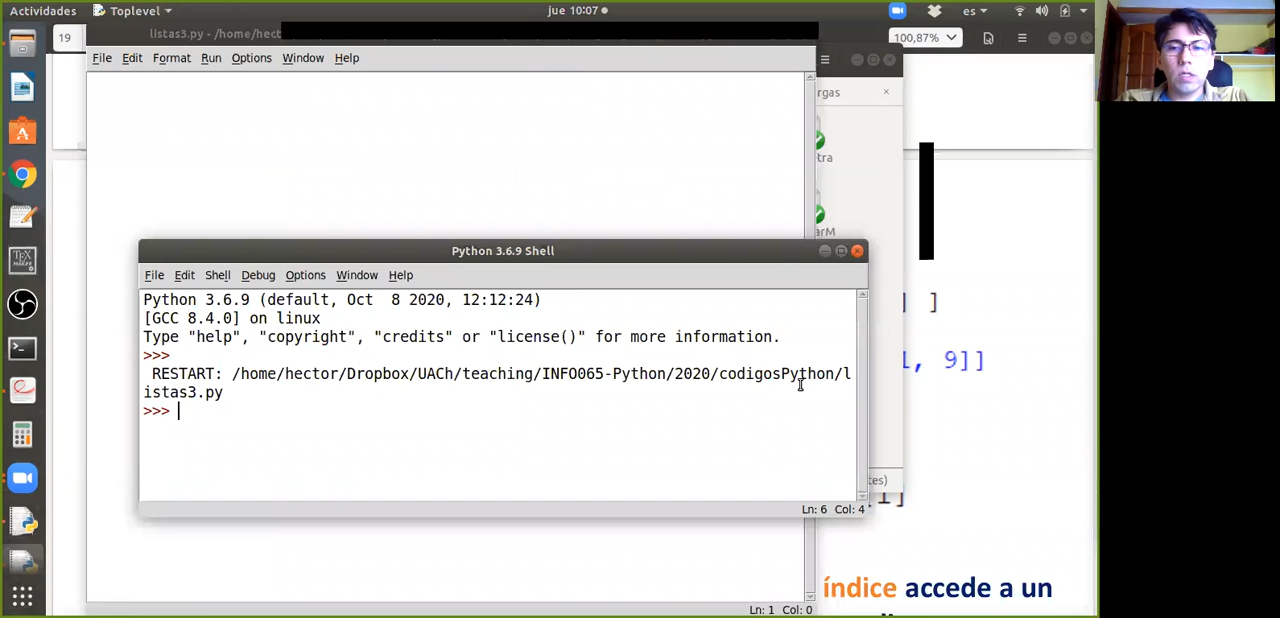 Actividades Toplevel jue 10:07 es
19 listas3.py - /home/hect 100,87%
File Edit Format Run Options Window Help
rgas ×
tra
arM
Python 3.6.9 Shell
File Edit Shell Debug Options Window Help
Python 3.6.9 (default, Oct  8 2020, 12:12:24)
[GCC 8.4.0] on linux
Type "help", "copyright", "credits" or "license()" for more information.
>>>
 RESTART: /home/hector/Dropbox/UACh/teaching/INFO065-Python/2020/codigosPython/l
istas3.py
>>>
Ln: 6 Col: 4
] ]
1, 9]]
tes)
[1]
índice accede a un
Ln: 1 Col: 0